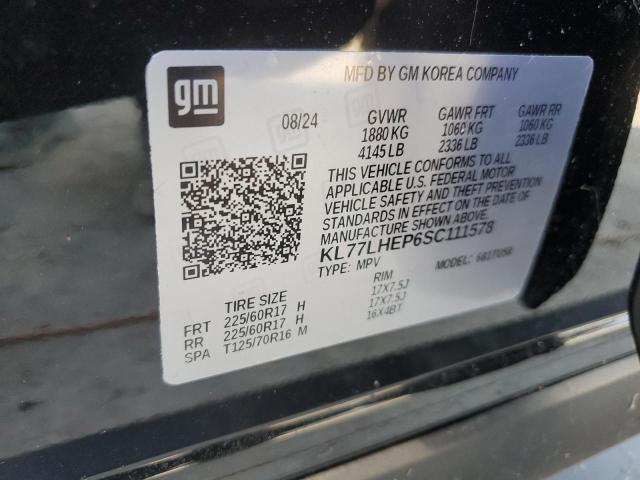 gm
MFD BY GM KOREA COMPANY
08/24 GVWR GAWR FRT GAWR RR
1880 KG 1060 KG 1060 KG
4145 LB 2336 LB 2336 LB
THIS VEHICLE CONFORMS TO ALL
APPLICABLE U.S. FEDERAL MOTOR
VEHICLE SAFETY AND THEFT PREVENTION
STANDARDS IN EFFECT ON THE DATE OF
MANUFACTURE SHOWN ABOVE.
KL77LHEP6SC111578
TYPE: MPV MODEL:
TIRE SIZE RIM
FRT 225/60R17 H 17X7.5J
RR 225/60R17 H 17X7.5J
SPA T125/70R16 M 16X4BT